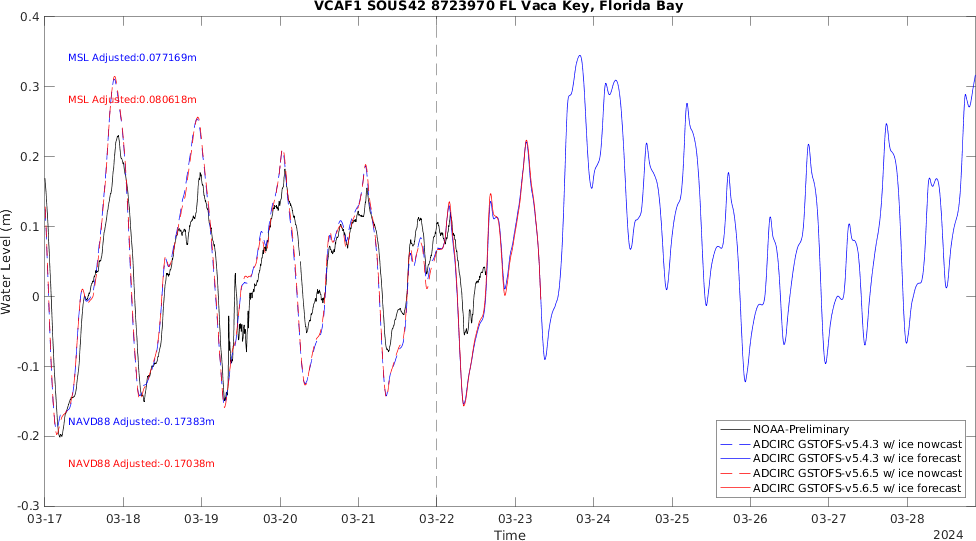 VCAF1 SOUS42 8723970 FL Vaca Key, Florida Bay
Water Level (m)
0.4
0.3
0.2
0.1
0
-0.1
-0.2
-0.3
MSL Adjusted:0.077169m
MSL Adjusted:0.080618m
NAVD88 Adjusted:-0.17383m
NAVD88 Adjusted:-0.17038m
NOAA-Preliminary
ADCIRC GSTOFS-v5.4.3 w/ ice nowcast
ADCIRC GSTOFS-v5.4.3 w/ ice forecast
ADCIRC GSTOFS-v5.6.5 w/ ice nowcast
ADCIRC GSTOFS-v5.6.5 w/ ice forecast
03-17 03-18 03-19 03-20 03-21 03-22 03-23 03-24 03-25 03-26 03-27 03-28
Time
2024